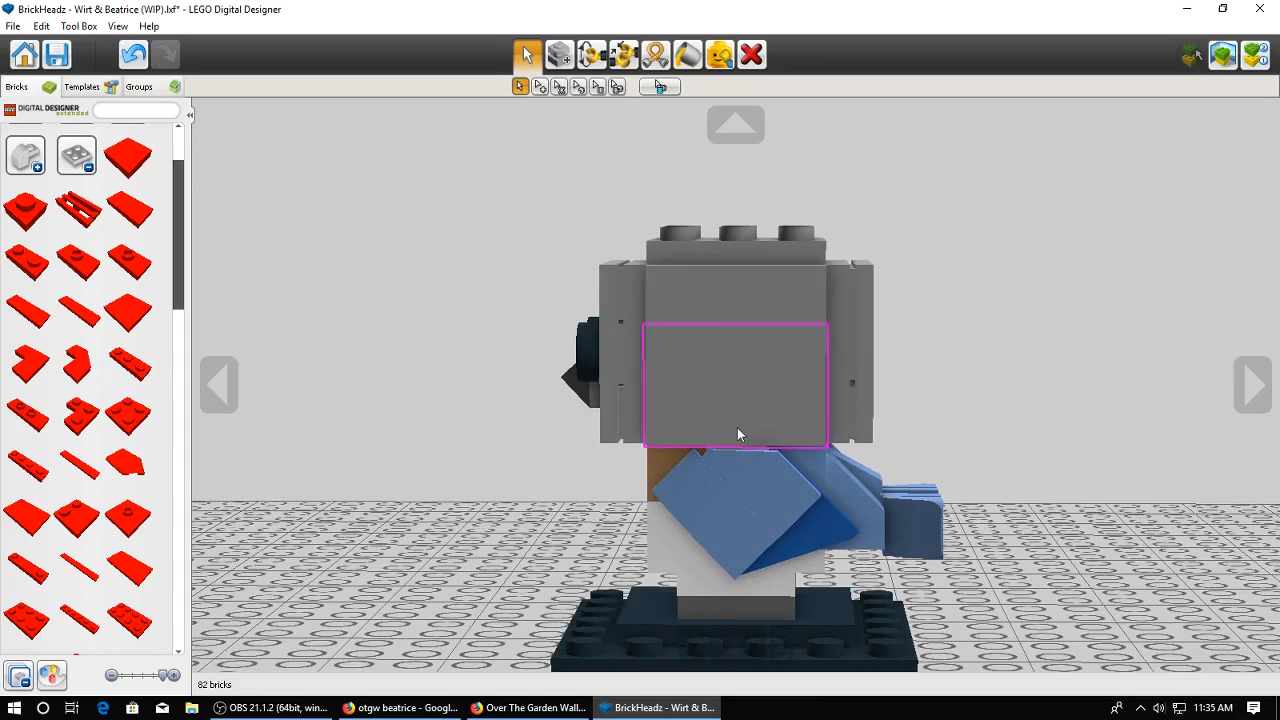 BrickHeadz - Wirt & Beatrice (WIP).lxf* - LEGO Digital Designer
File Edit Tool Box View Help
Bricks Templates Groups
LEGO DIGITAL DESIGNER
extended
82 bricks
OBS 21.1.2 (64bit, win... otgw beatrice - Googl... Over The Garden Wall... BrickHeadz - Wirt & B... 11:35 AM